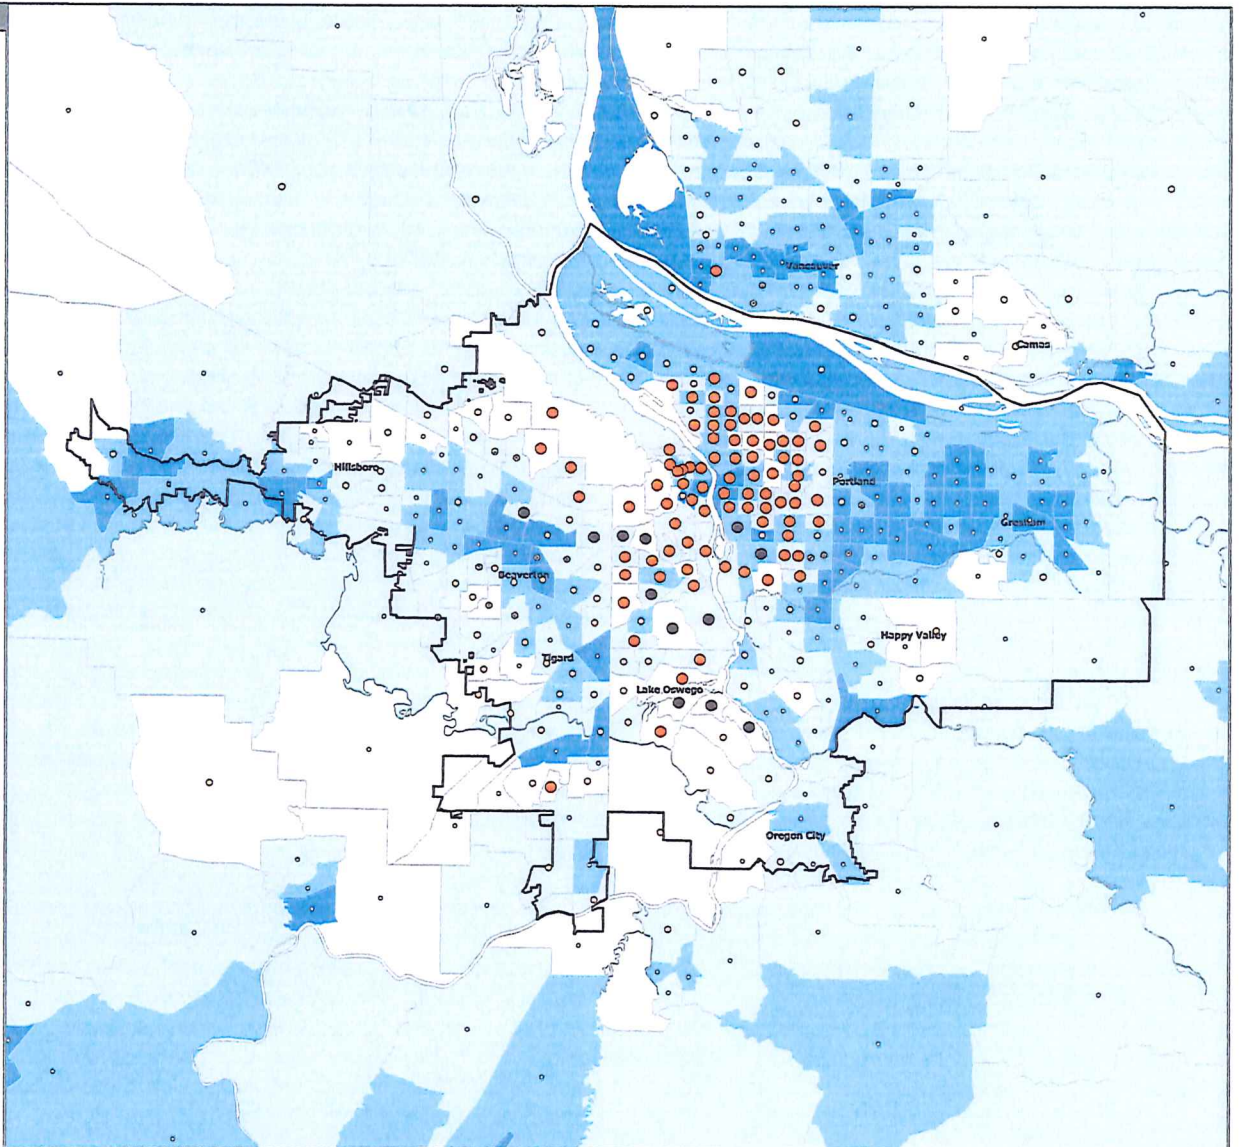 Vancouver
Camas
Hillsboro
Portland
Gresham
Beaverton
Happy Valley
Tigard
Lake Oswego
Oregon City